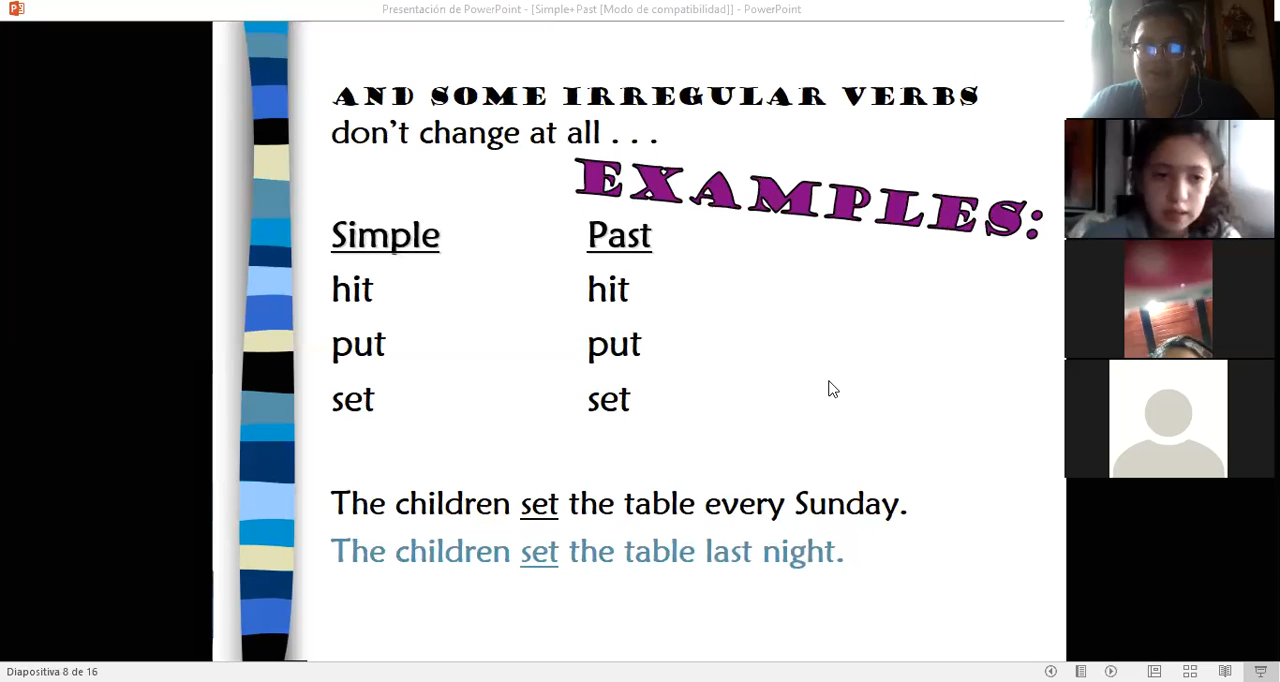 Presentación de PowerPoint - [Simple+Past [Modo de compatibilidad]] - PowerPoint
AND SOME IRREGULAR VERBS
don't change at all . . .
EXAMPLES:
Simple Past
hit hit
put put
set set
The children set the table every Sunday.
The children set the table last night.
Diapositiva 8 de 16